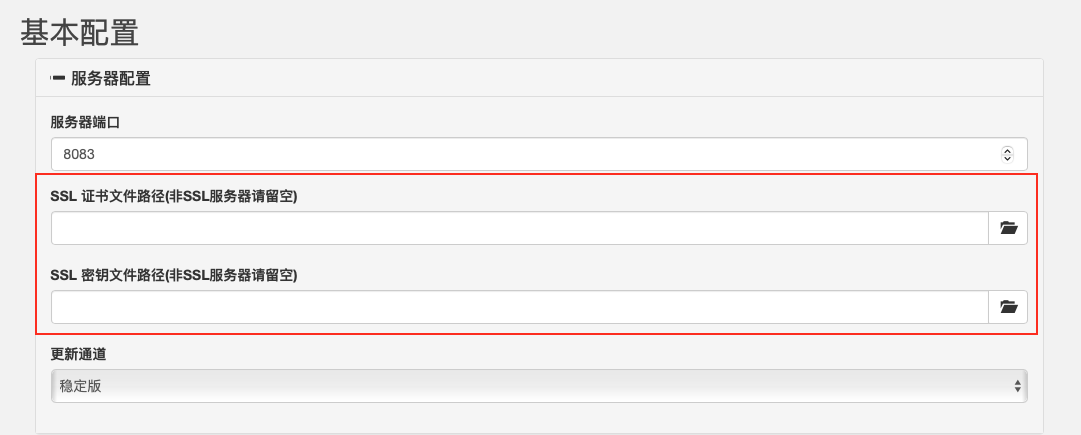 基本配置
服务器配置
服务器端口
8083
SSL 证书文件路径(非SSL服务器请留空)
SSL 密钥文件路径(非SSL服务器请留空)
更新通道
稳定版